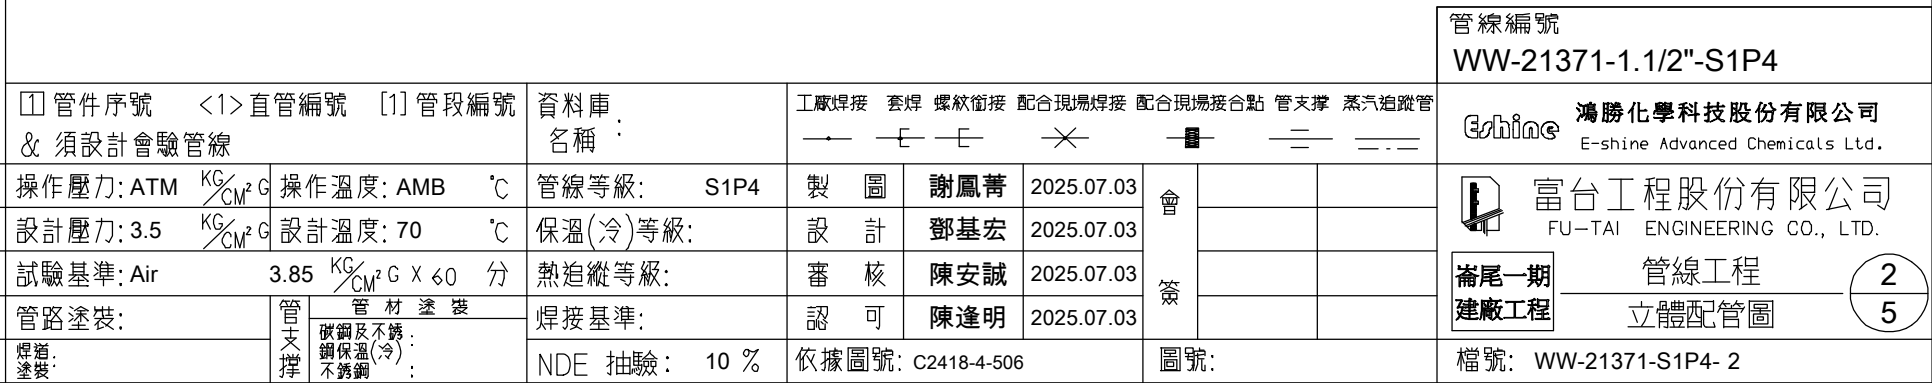 管線編號
WW-21371-1.1/2"-S1P4
1 管件序號 <1>直管編號 [1] 管段編號
& 須設計會驗管線
資料庫
名稱 :
工廠焊接 套焊 螺紋銜接 配合現場焊接 配合現場接合點 管支撐 蒸汽追蹤管
Eshine 鴻勝化學科技股份有限公司
E-shine Advanced Chemicals Ltd.
操作壓力: ATM KG/CM² G 操作溫度: AMB °C 管線等級: S1P4 製 圖 謝鳳菁 2025.07.03
設計壓力: 3.5 KG/CM² G 設計溫度: 70 °C 保溫(冷)等級: 設 計 鄧基宏 2025.07.03
會
簽
富台工程股份有限公司
FU-TAI ENGINEERING CO., LTD.
試驗基準: Air 3.85 KG/CM² G X 60 分 熱追縱等級: 審 核 陳安誠 2025.07.03
管路塗裝: 管支撐 管 材 塗 裝 焊接基準: 認 可 陳逢明 2025.07.03
碳鋼及不銹 :
鋼保溫(冷)
不銹鋼 :
崙尾一期
建廠工程
管線工程
立體配管圖
2
5
焊道
塗裝:
NDE 抽驗: 10 % 依據圖號: C2418-4-506 圖號: 檔號: WW-21371-S1P4- 2